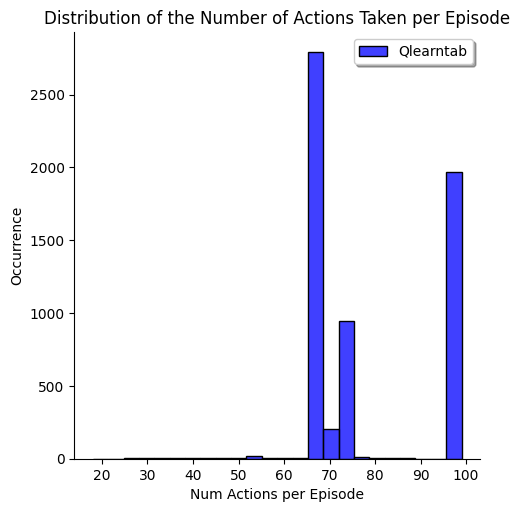 Distribution of the Number of Actions Taken per Episode
Qlearntab
2500
2000
1500
1000
500
0
Occurrence
20 30 40 50 60 70 80 90 100
Num Actions per Episode